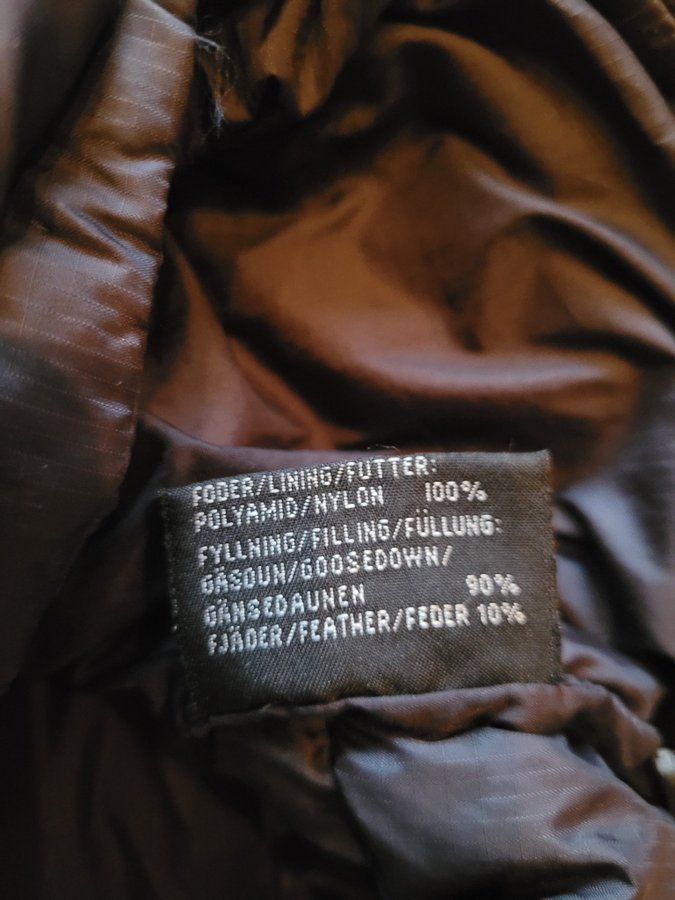 FODER/LINING/FUTTER:
POLYAMID/NYLON 100%
FYLLNING/FILLING/FÜLLUNG:
GÅSDUN/GOOSEDOWN/
GÄNSEDAUNEN 90%
FJÄDER/FEATHER/FEDER 10%